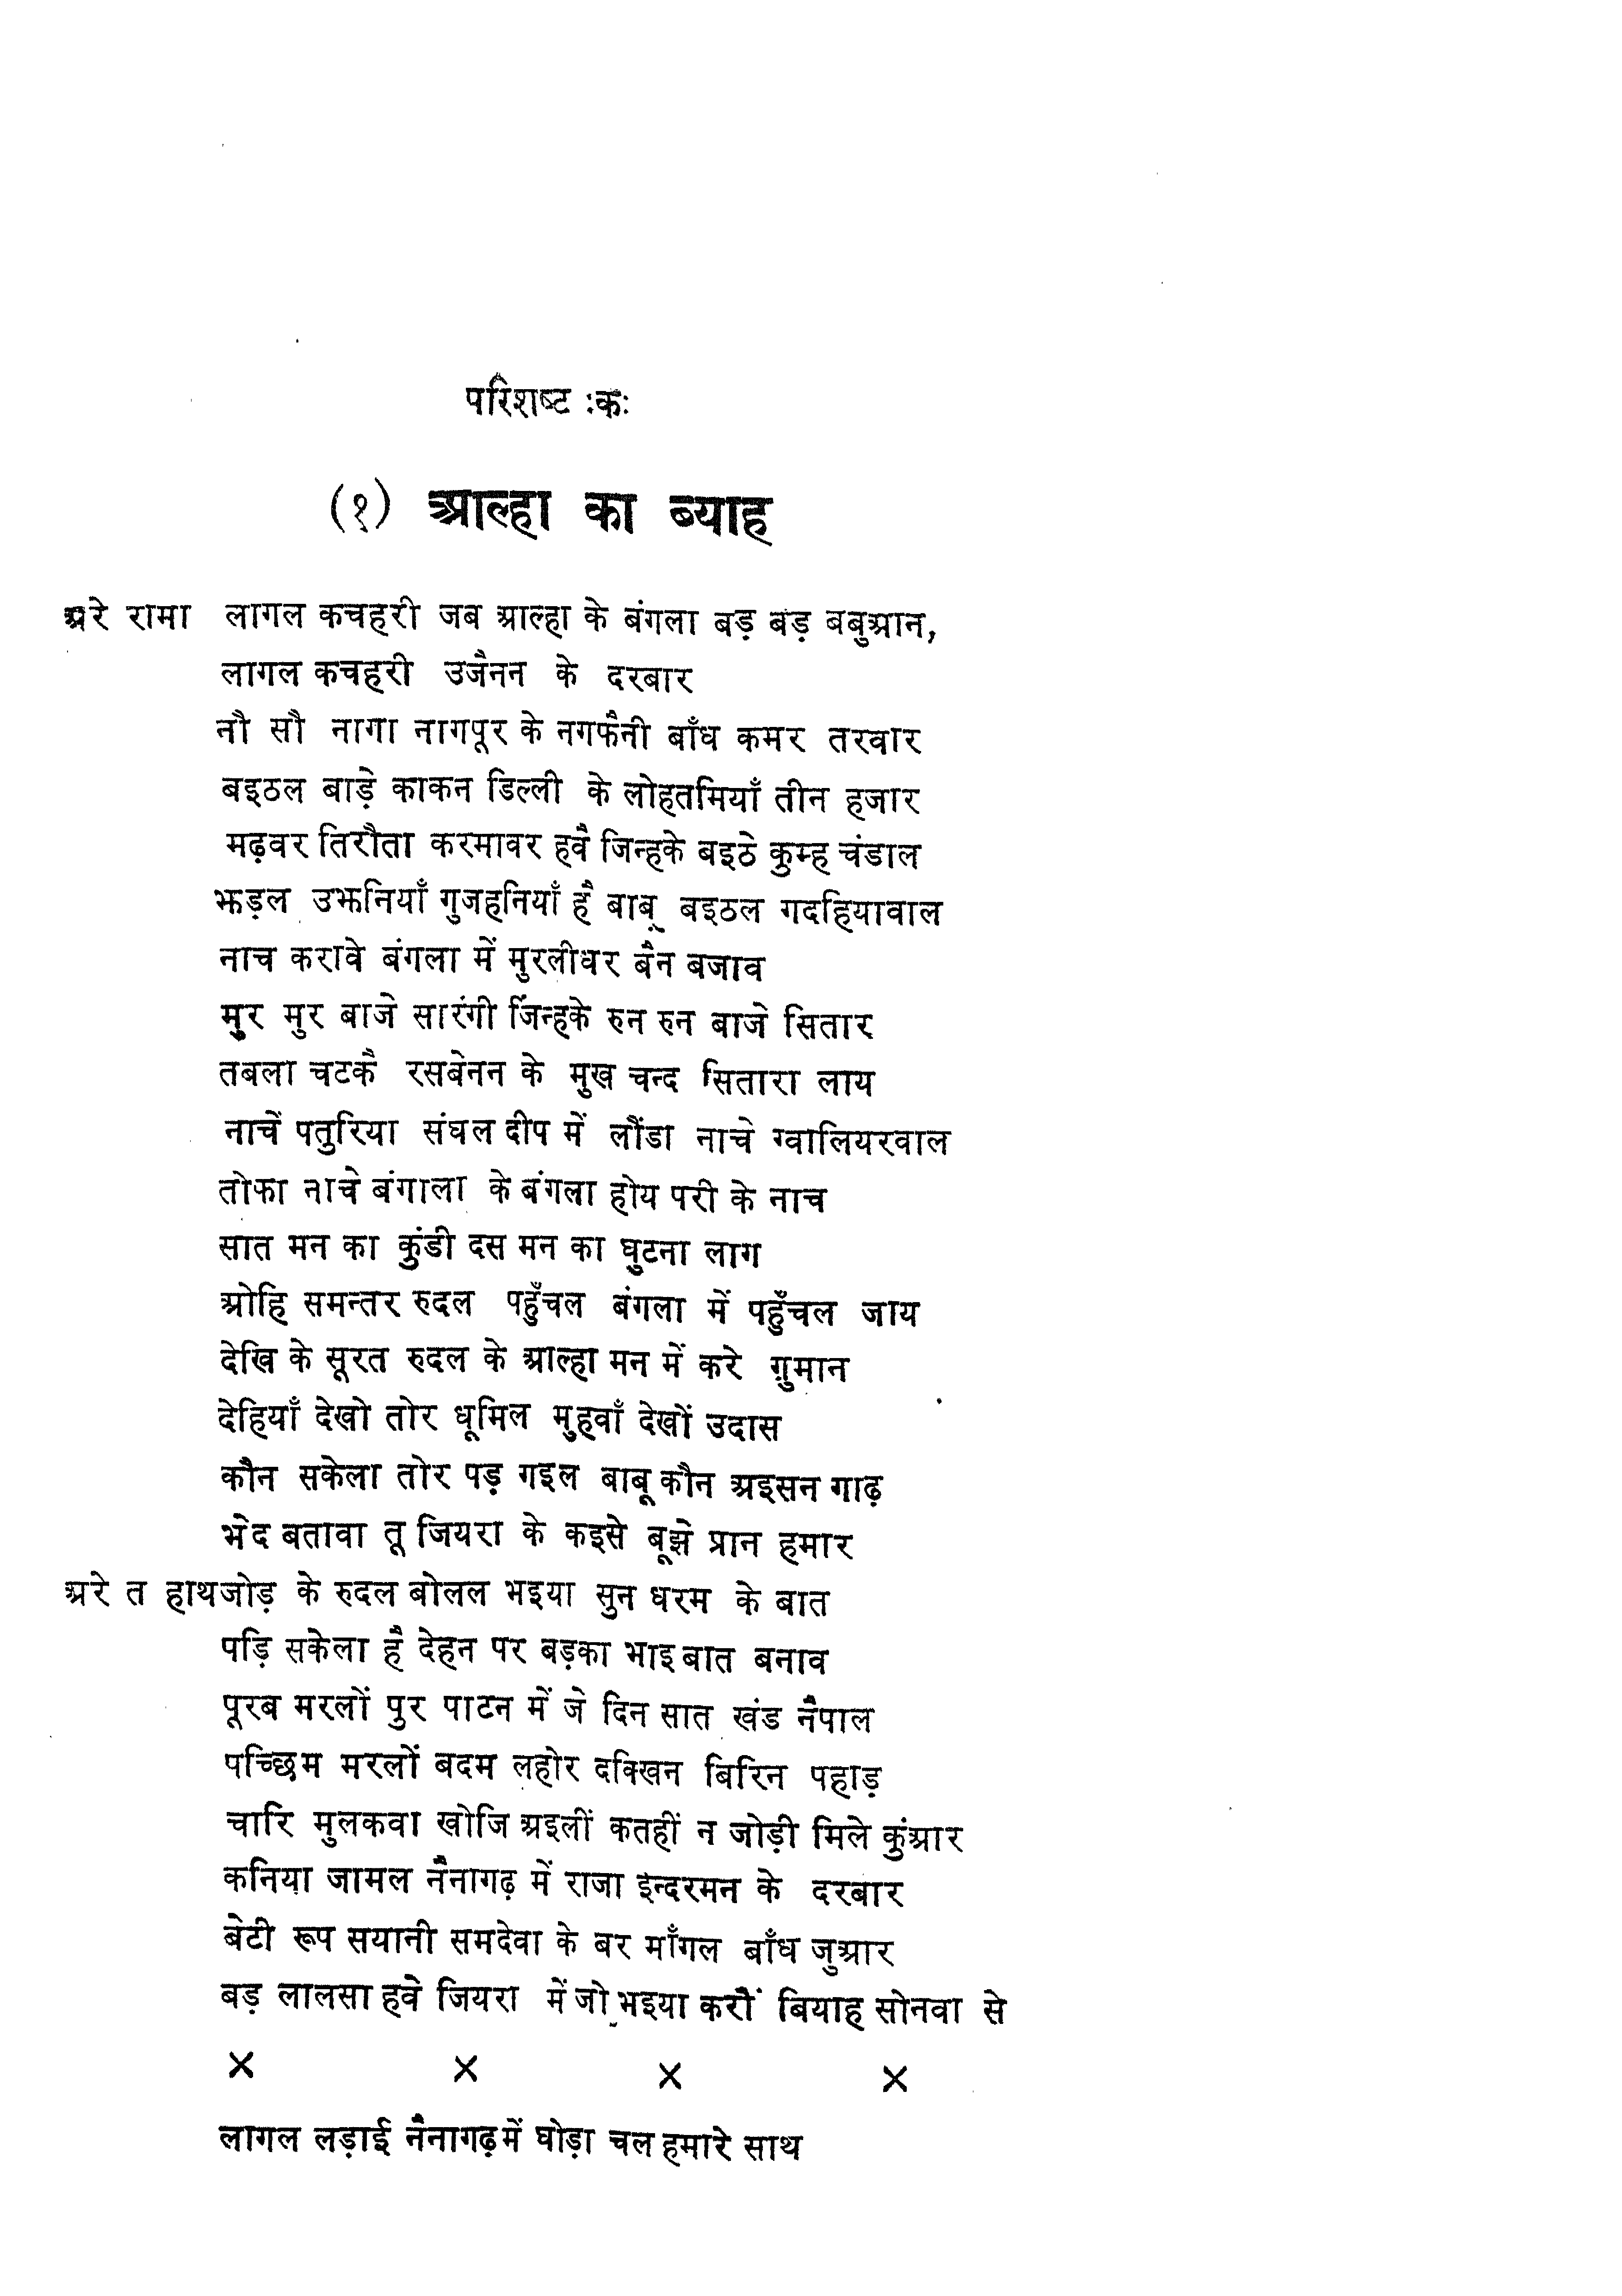 परिशष्ट :कः
(१) आल्हा का ब्याह
अरे रामा लागल कचहरी जब आल्हा के बंगला बड़ बड़ बबुआन,
लागल कचहरी उजैनन के दरबार
नौ सौ नागा नागपूर के नगफैनी बाँध कमर तरवार
बइठल बाड़े काकन डिल्ली के लोहतमियाँ तीन हजार
मढ़वर तिरौता करमावर हवै जिन्हके बइठे कुम्ह चंडाल
झड़ल उझनियाँ गुजहनियाँ हैं बाबू बइठल गदहियावाल
नाच करावे बंगला में मुरलीधर बैन बजाव
मुर मुर बाजे सारंगी जिन्हके रुन रुन बाजे सितार
तबला चटकै रसबेनन के मुख चन्द सितारा लाय
नाचें पतुरिया संघल दीप में लौंडा नाचे ग्वालियरवाल
तोफा नाचे बंगाला के बंगला होय परी के नाच
सात मन का कुंडी दस मन का घुटना लाग
ओहि समन्तर रुदल पहुँचल बंगला में पहुँचल जाय
देखि के सूरत रुदल के आल्हा मन में करे गुमान
देहियाँ देखो तोर धूमिल मुहवाँ देखों उदास
कौन सकेला तोर पड़ गइल बाबू कौन अइसन गाढ़
भेद बतावा तू जियरा के कइसे बूझे प्रान हमार
अरे त हाथजोड़ के रुदल बोलल भइया सुन धरम के बात
पड़ि सकेला है देहन पर बड़का भाइ बात बनाव
पूरब मरलों पुर पाटन में जे दिन सात खंड नैपाल
पच्छिम मरलों बदम लहोर दक्खिन बिरिन पहाड़
चारि मुलकवा खोजि अइलीं कतहीं न जोड़ी मिले कुंआर
कनिया जामल नैनागढ़ में राजा इन्दरमन के दरबार
बेटी रूप सयानी समदेवा के बर माँगल बाँध जुआर
बड़ लालसा हवे जियरा में जो भइया करौं बियाह सोनवा से
× × × ×
लागल लड़ाई नैनागढ़ में घोड़ा चल हमारे साथ